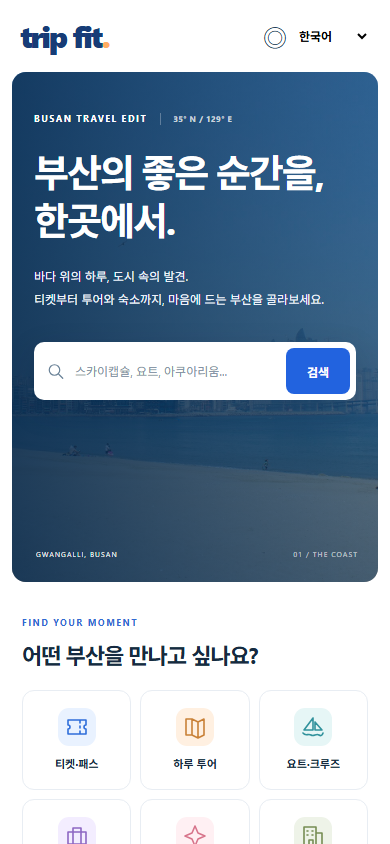 trip fit.
한국어
BUSAN TRAVEL EDIT
35° N / 129° E
부산의 좋은 순간을,
한곳에서.
바다 위의 하루, 도시 속의 발견.
티켓부터 투어와 숙소까지, 마음에 드는 부산을 골라보세요.
스카이캡슐, 요트, 아쿠아리움...
검색
GWANGALLI, BUSAN
01 / THE COAST
FIND YOUR MOMENT
어떤 부산을 만나고 싶나요?
티켓·패스
하루 투어
요트·크루즈